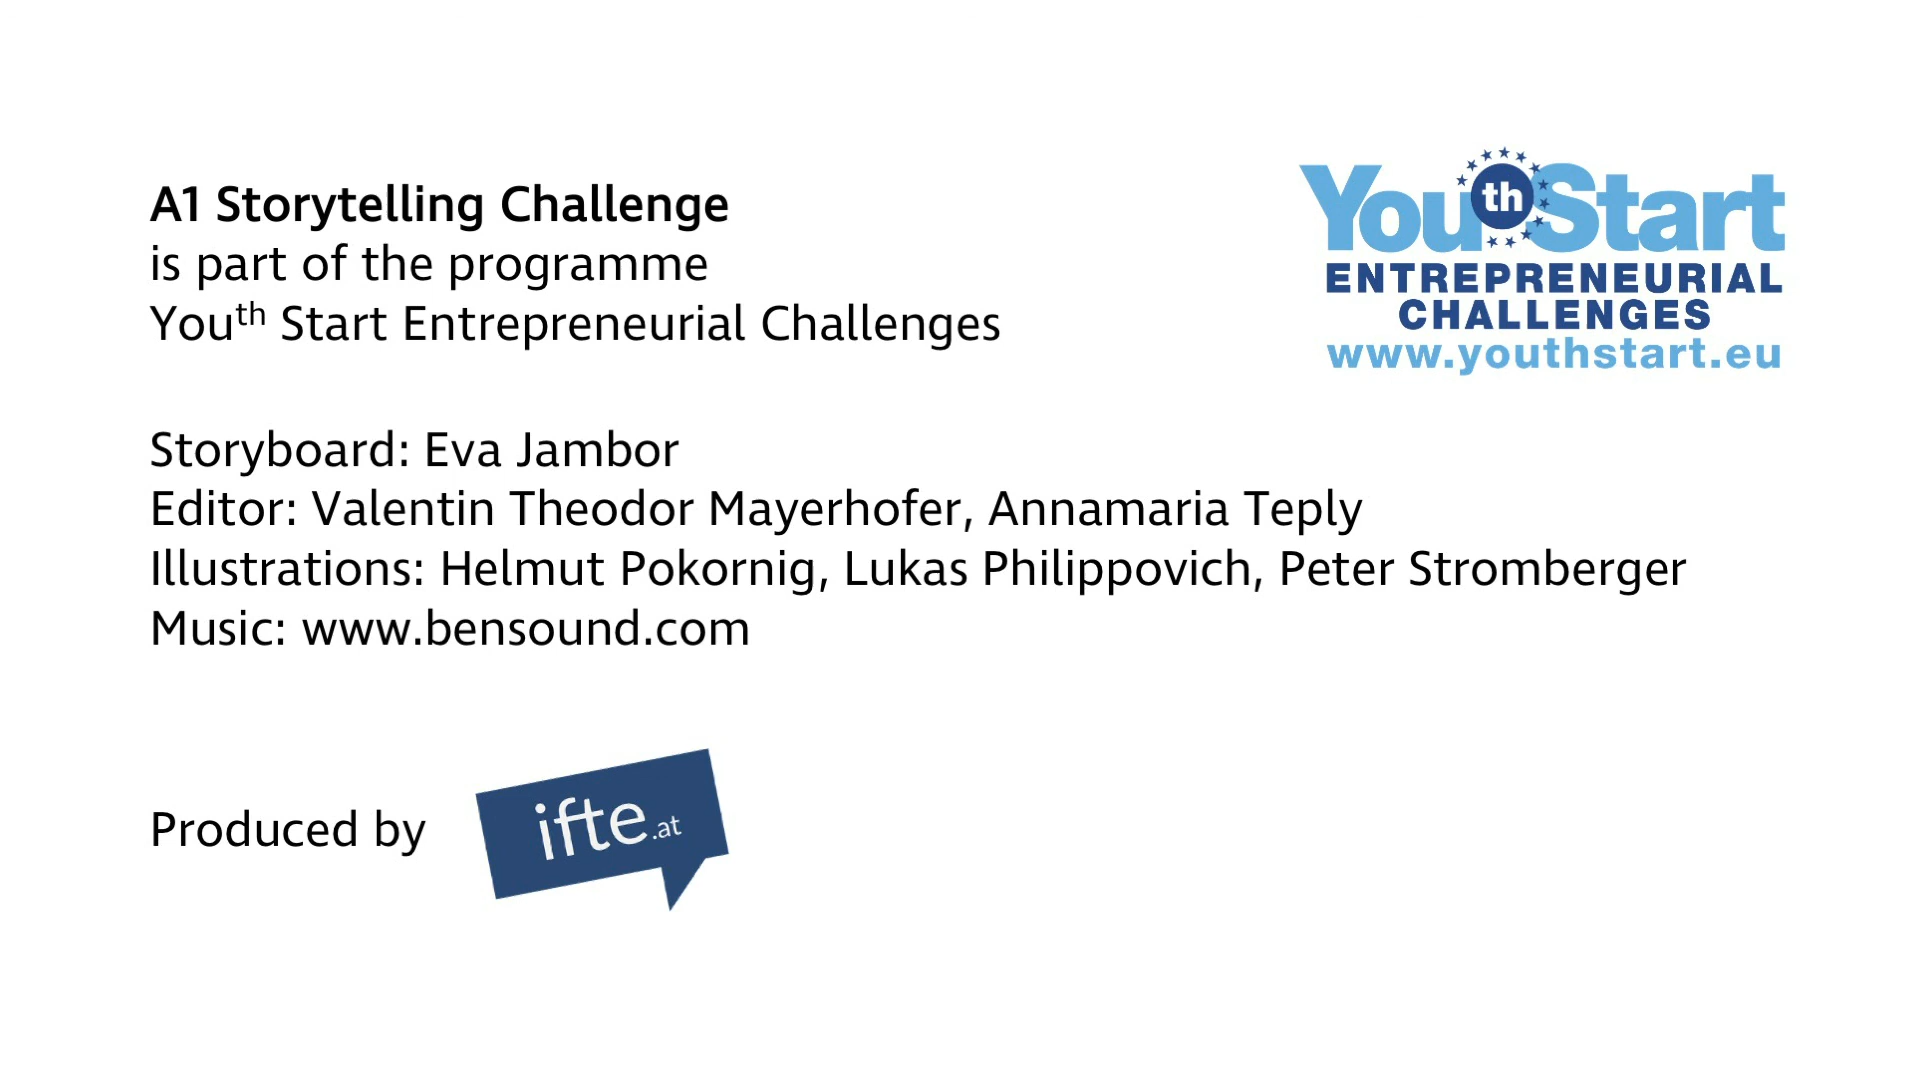 A1 Storytelling Challenge
is part of the programme
Youth Start Entrepreneurial Challenges
YouthStart
ENTREPRENEURIAL
CHALLENGES
www.youthstart.eu
Storyboard: Eva Jambor
Editor: Valentin Theodor Mayerhofer, Annamaria Teply
Illustrations: Helmut Pokornig, Lukas Philippovich, Peter Stromberger
Music: www.bensound.com
Produced by
ifte.at